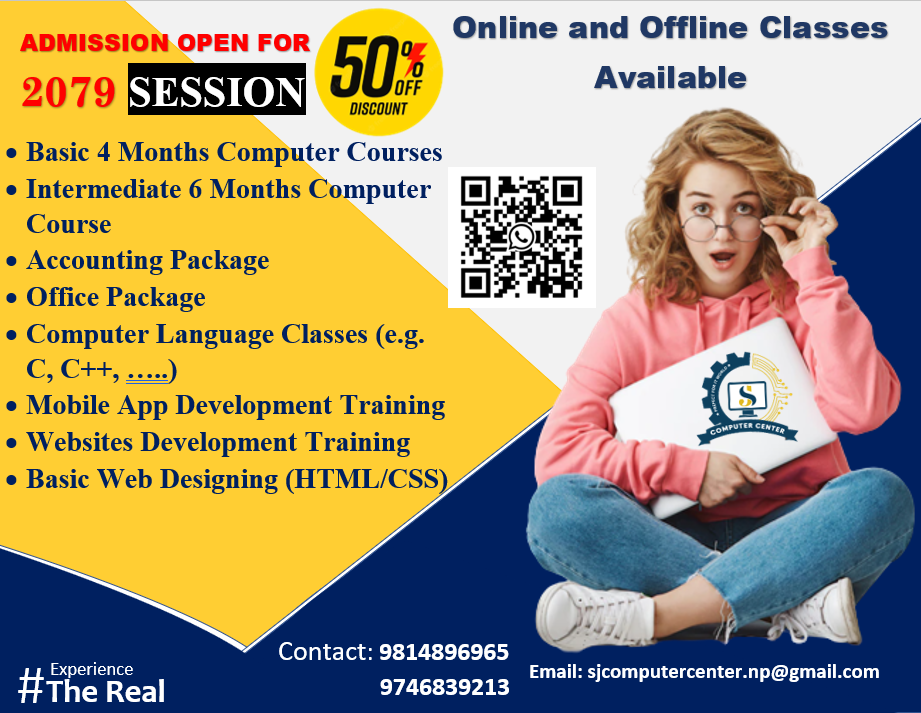 ADMISSION OPEN FOR
2079 SESSION
50% OFF
DISCOUNT
Online and Offline Classes
Available
• Basic 4 Months Computer Courses
• Intermediate 6 Months Computer
Course
• Accounting Package
• Office Package
• Computer Language Classes (e.g.
C, C++, …..)
• Mobile App Development Training
• Websites Development Training
• Basic Web Designing (HTML/CSS)
S
COMPUTER CENTER
#Experience
The Real
Contact: 9814896965
9746839213
Email: sjcomputercenter.np@gmail.com